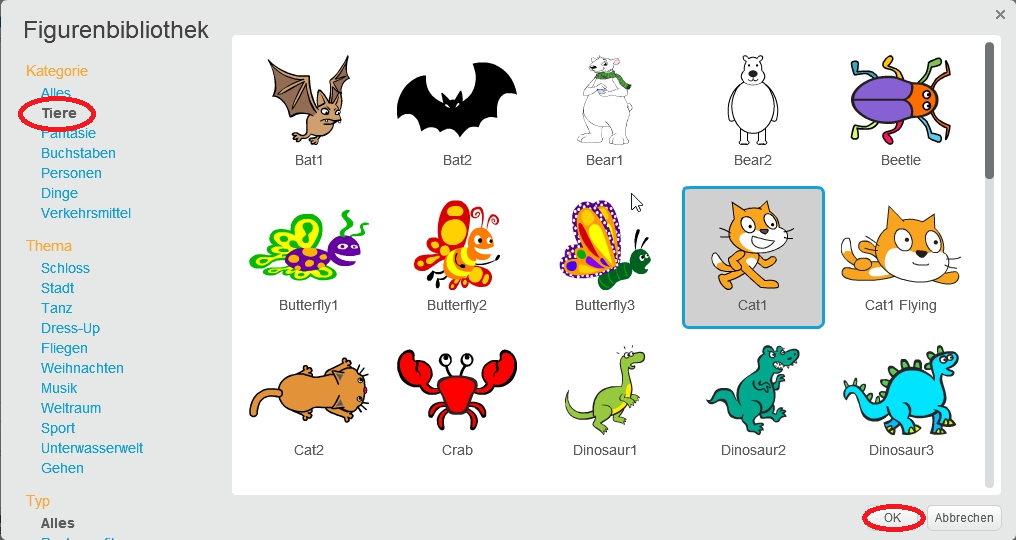 Figurenbibliothek
Kategorie
Alles
Tiere
Fantasie
Buchstaben
Personen
Dinge
Verkehrsmittel
Thema
Schloss
Stadt
Tanz
Dress-Up
Fliegen
Weihnachten
Musik
Weltraum
Sport
Unterwasserwelt
Gehen
Typ
Alles
Bat1 Bat2 Bear1 Bear2 Beetle
Butterfly1 Butterfly2 Butterfly3 Cat1 Cat1 Flying
Cat2 Crab Dinosaur1 Dinosaur2 Dinosaur3
OK Abbrechen